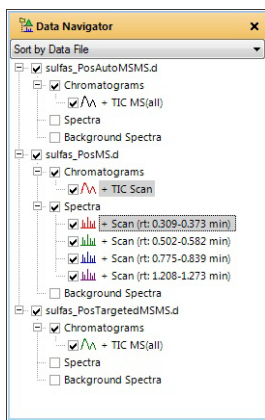 Data Navigator
Sort by Data File
sulfas_PosAutoMSMS.d
Chromatograms
+ TIC MS(all)
Spectra
Background Spectra
sulfas_PosMS.d
Chromatograms
+ TIC Scan
Spectra
+ Scan (rt: 0.309-0.373 min)
+ Scan (rt: 0.502-0.582 min)
+ Scan (rt: 0.775-0.839 min)
+ Scan (rt: 1.208-1.273 min)
Background Spectra
sulfas_PosTargetedMSMS.d
Chromatograms
+ TIC MS(all)
Spectra
Background Spectra